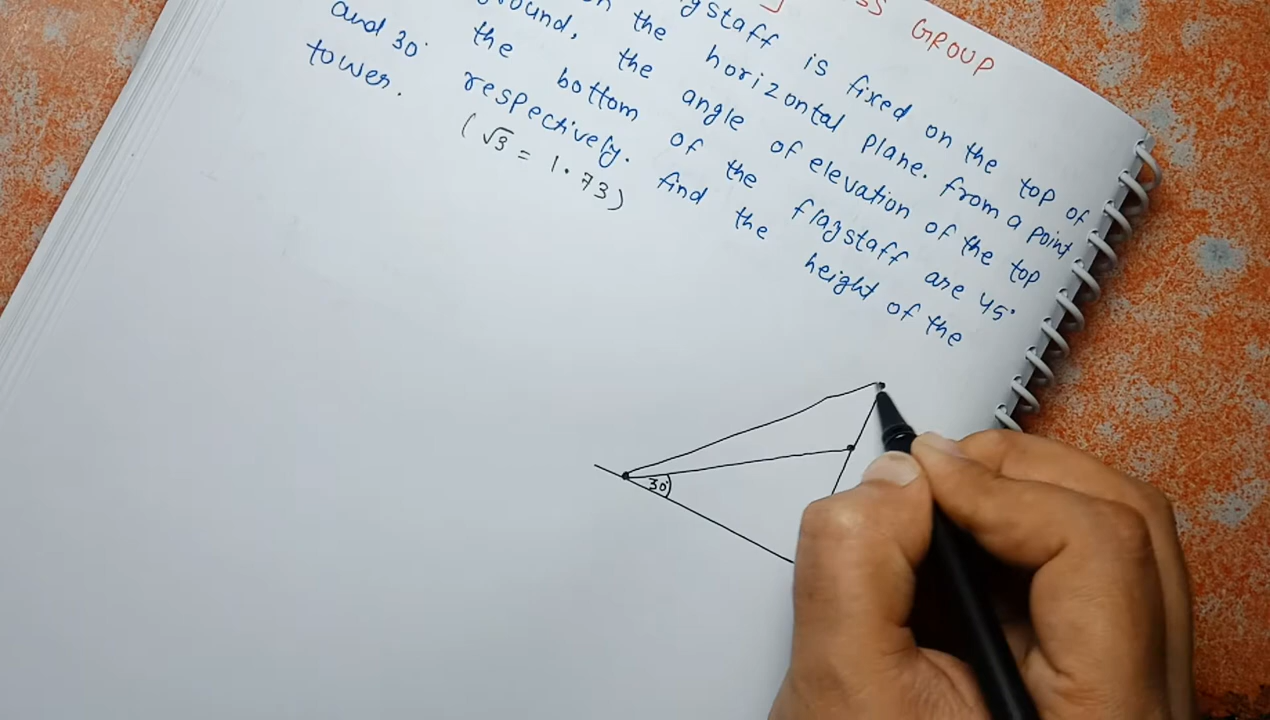 GROUP
is fixed on the top of
the horizontal plane. from a point
the angle of elevation of the top
the bottom of the flagstaff are 45°
and 30° respectively. find the height of the
tower. (√3 = 1.73)
30°